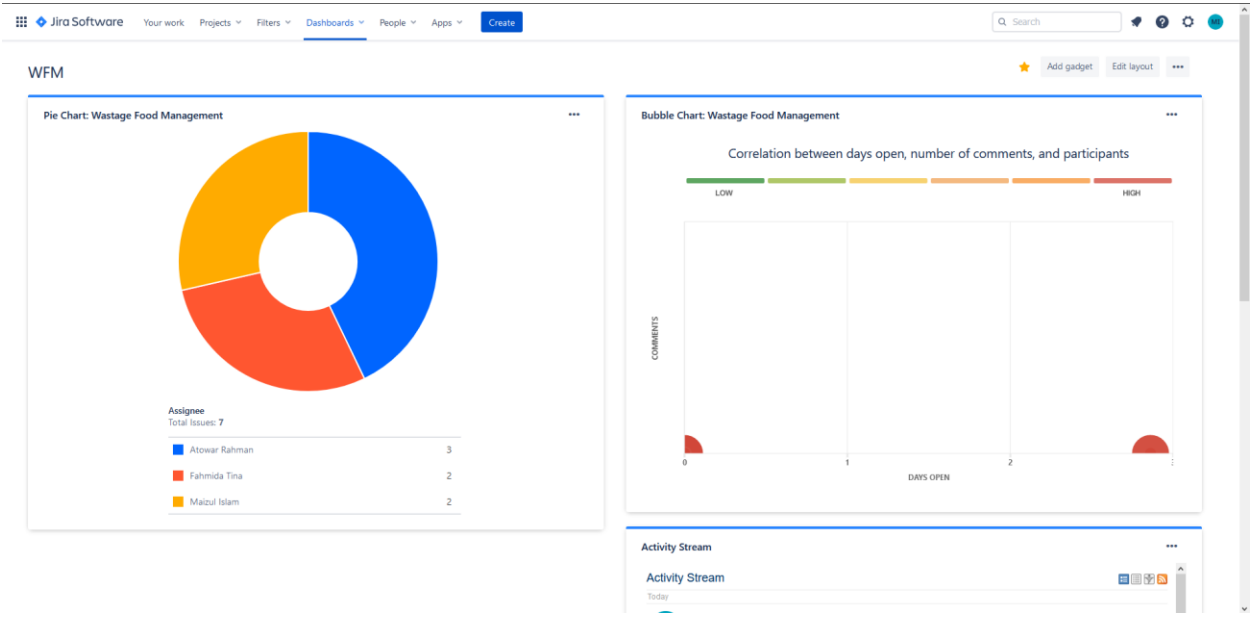 Jira Software Your work Projects Filters Dashboards People Apps Create Search MI
WFM
Add gadget Edit layout
Pie Chart: Wastage Food Management
Assignee
Total Issues: 7
Atowar Rahman 3
Fahmida Tina 2
Maizul Islam 2
Bubble Chart: Wastage Food Management
Correlation between days open, number of comments, and participants
LOW HIGH
COMMENTS
0 1 2
DAYS OPEN
Activity Stream
Activity Stream
Today